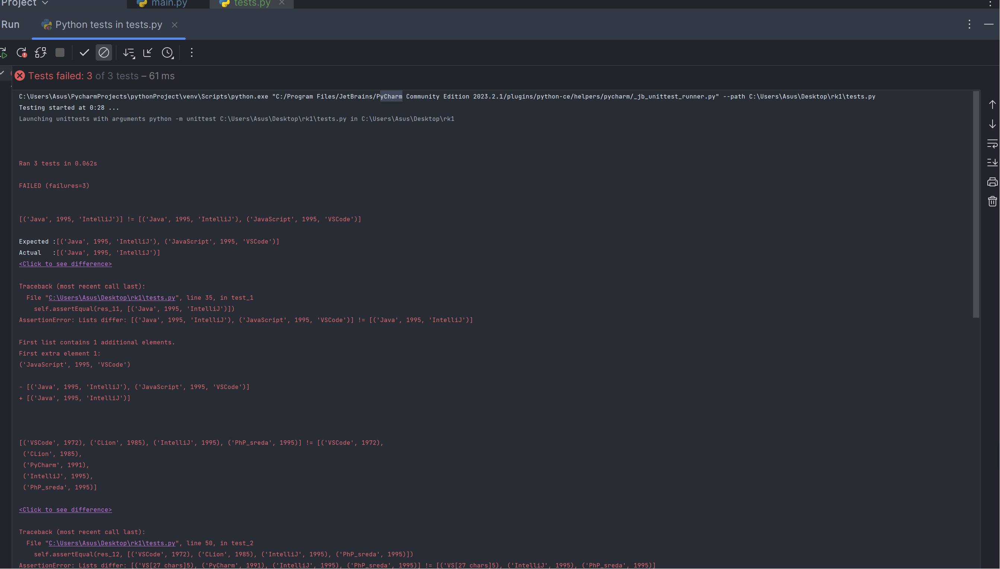 Project
main.py
tests.py
Run
Python tests in tests.py
Tests failed: 3 of 3 tests – 61 ms
C:\Users\Asus\PycharmProjects\pythonProject\venv\Scripts\python.exe "C:/Program Files/JetBrains/PyCharm Community Edition 2023.2.1/plugins/python-ce/helpers/pycharm/_jb_unittest_runner.py" --path C:\Users\Asus\Desktop\rk1\tests.py
Testing started at 0:28 ...
Launching unittests with arguments python -m unittest C:\Users\Asus\Desktop\rk1\tests.py in C:\Users\Asus\Desktop\rk1
Ran 3 tests in 0.062s
FAILED (failures=3)
[('Java', 1995, 'IntelliJ')] != [('Java', 1995, 'IntelliJ'), ('JavaScript', 1995, 'VSCode')]
Expected :[('Java', 1995, 'IntelliJ'), ('JavaScript', 1995, 'VSCode')]
Actual   :[('Java', 1995, 'IntelliJ')]
<Click to see difference>
Traceback (most recent call last):
  File "C:\Users\Asus\Desktop\rk1\tests.py", line 35, in test_1
    self.assertEqual(res_11, [('Java', 1995, 'IntelliJ')])
AssertionError: Lists differ: [('Java', 1995, 'IntelliJ'), ('JavaScript', 1995, 'VSCode')] != [('Java', 1995, 'IntelliJ')]
First list contains 1 additional elements.
First extra element 1:
('JavaScript', 1995, 'VSCode')
- [('Java', 1995, 'IntelliJ'), ('JavaScript', 1995, 'VSCode')]
+ [('Java', 1995, 'IntelliJ')]
[('VSCode', 1972), ('CLion', 1985), ('IntelliJ', 1995), ('PhP_sreda', 1995)] != [('VSCode', 1972),
 ('CLion', 1985),
 ('PyCharm', 1991),
 ('IntelliJ', 1995),
 ('PhP_sreda', 1995)]
<Click to see difference>
Traceback (most recent call last):
  File "C:\Users\Asus\Desktop\rk1\tests.py", line 50, in test_2
    self.assertEqual(res_12, [('VSCode', 1972), ('CLion', 1985), ('IntelliJ', 1995), ('PhP_sreda', 1995)])
AssertionError: Lists differ: [('VS[27 chars]5), ('PyCharm', 1991), ('IntelliJ', 1995), ('PhP_sreda', 1995)] != [('VS[27 chars]5), ('IntelliJ', 1995), ('PhP_sreda', 1995)]